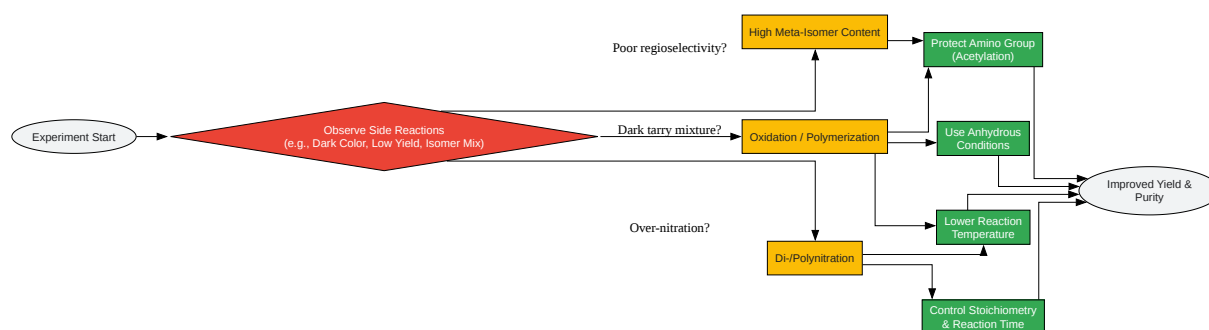 High Meta-Isomer Content
Poor regioselectivity?
Protect Amino Group
(Acetylation)
Experiment Start
Observe Side Reactions
(e.g., Dark Color, Low Yield, Isomer Mix)
Dark tarry mixture?
Oxidation / Polymerization
Use Anhydrous
Conditions
Improved Yield &
Purity
Over-nitration?
Lower Reaction
Temperature
Di-/Polynitration
Control Stoichiometry
& Reaction Time